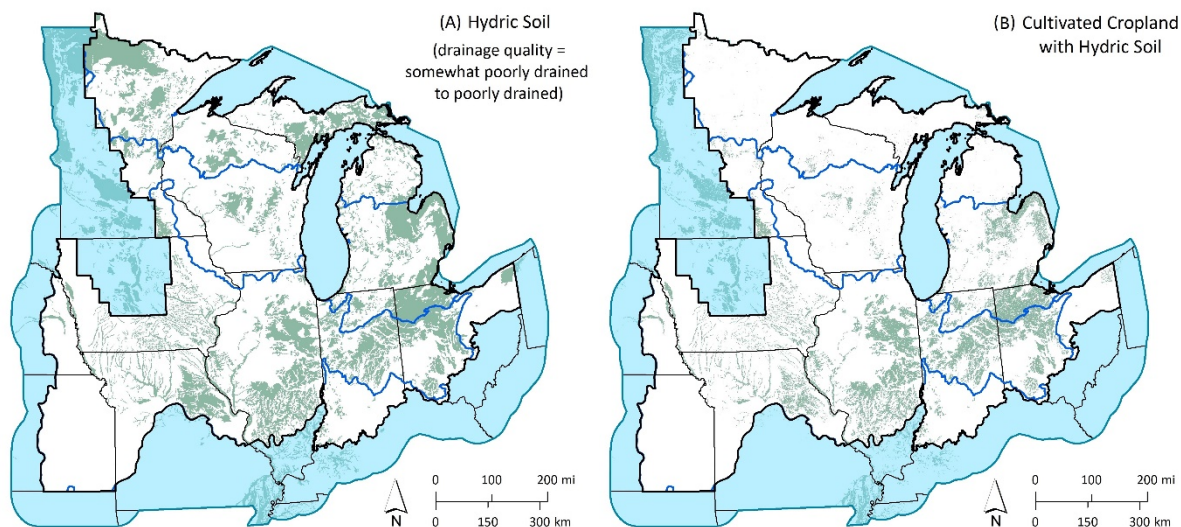 (A) Hydric Soil
(drainage quality =
somewhat poorly drained
to poorly drained)
N
0 100 200 mi
0 150 300 km
(B) Cultivated Cropland
with Hydric Soil
N
0 100 200 mi
0 150 300 km